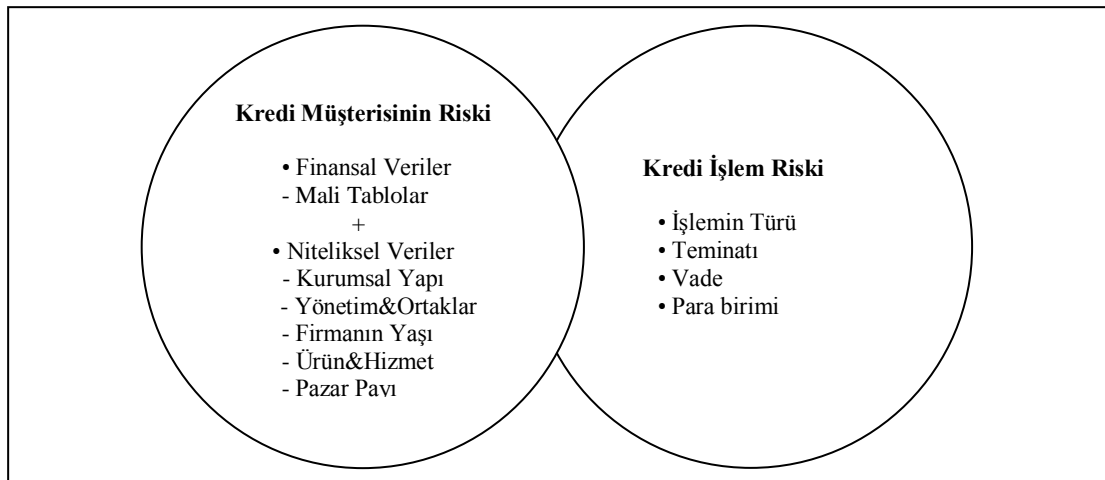 Kredi Müşterisinin Riski
• Finansal Veriler
- Mali Tablolar
+
• Niteliksel Veriler
- Kurumsal Yapı
- Yönetim&Ortaklar
- Firmanın Yaşı
- Ürün&Hizmet
- Pazar Payı
Kredi İşlem Riski
• İşlemin Türü
• Teminatı
• Vade
• Para birimi